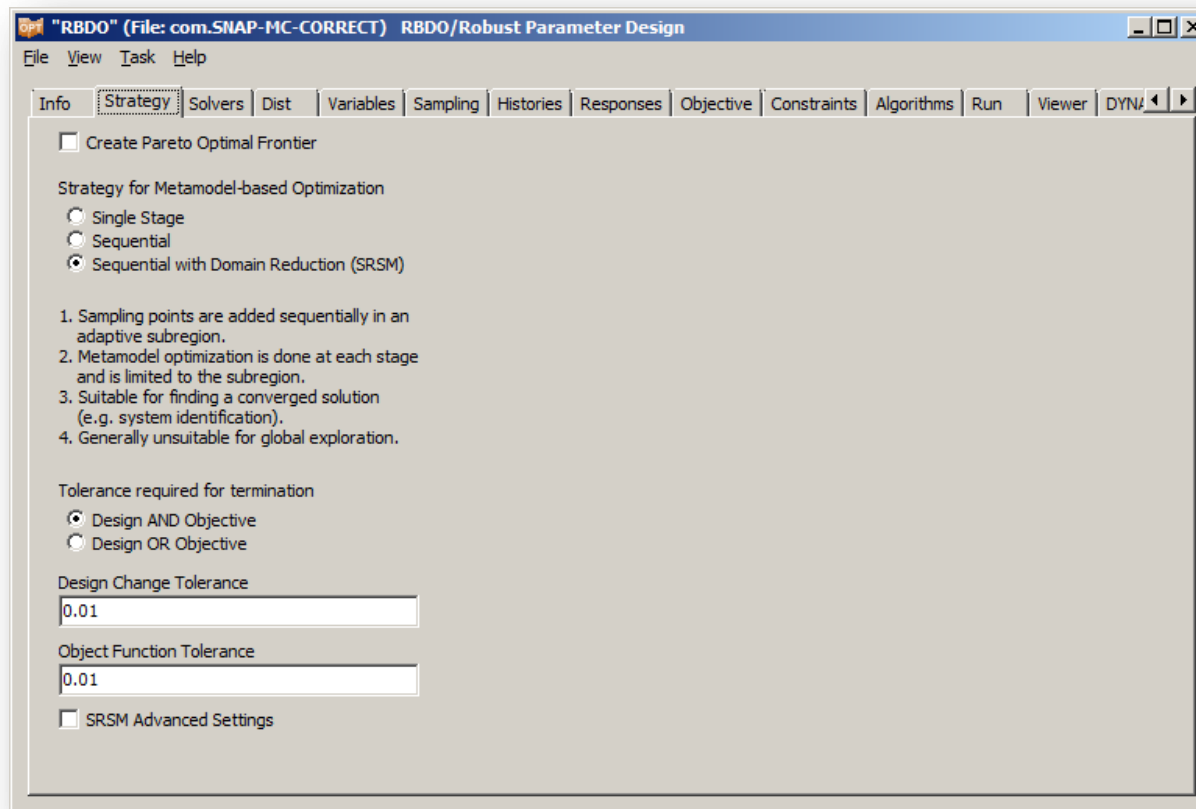 OPT "RBDO" (File: com.SNAP-MC-CORRECT) RBDO/Robust Parameter Design
File View Task Help
Info Strategy Solvers Dist Variables Sampling Histories Responses Objective Constraints Algorithms Run Viewer DYNA
Create Pareto Optimal Frontier
Strategy for Metamodel-based Optimization
Single Stage
Sequential
Sequential with Domain Reduction (SRSM)
1. Sampling points are added sequentially in an
adaptive subregion.
2. Metamodel optimization is done at each stage
and is limited to the subregion.
3. Suitable for finding a converged solution
(e.g. system identification).
4. Generally unsuitable for global exploration.
Tolerance required for termination
Design AND Objective
Design OR Objective
Design Change Tolerance
0.01
Object Function Tolerance
0.01
SRSM Advanced Settings